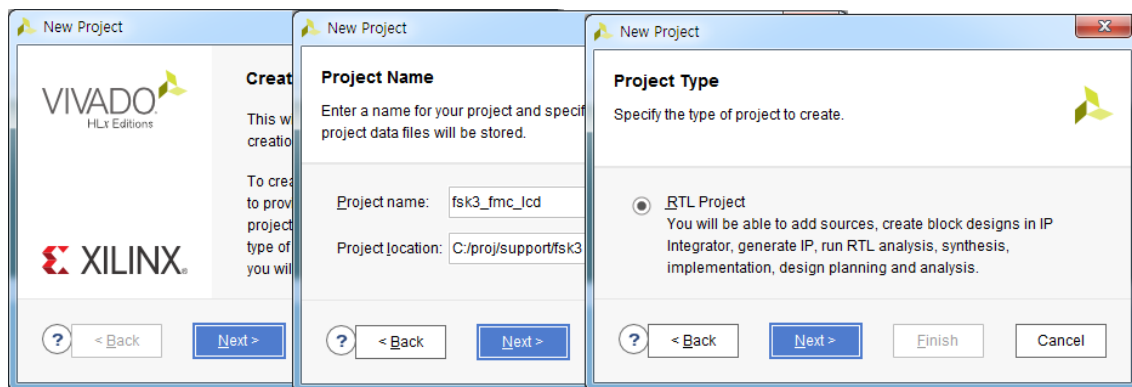 New Project
VIVADO
HLx Editions
XILINX
Creat
This w
creatio
To crea
to prov
project
type of
you wil
?
< Back
Next >
New Project
Project Name
Enter a name for your project and specif
project data files will be stored.
Project name: fsk3_fmc_lcd
Project location: C:/proj/support/fsk3
?
< Back
Next >
New Project
X
Project Type
Specify the type of project to create.
RTL Project
You will be able to add sources, create block designs in IP
Integrator, generate IP, run RTL analysis, synthesis,
implementation, design planning and analysis.
?
< Back
Next >
Finish
Cancel